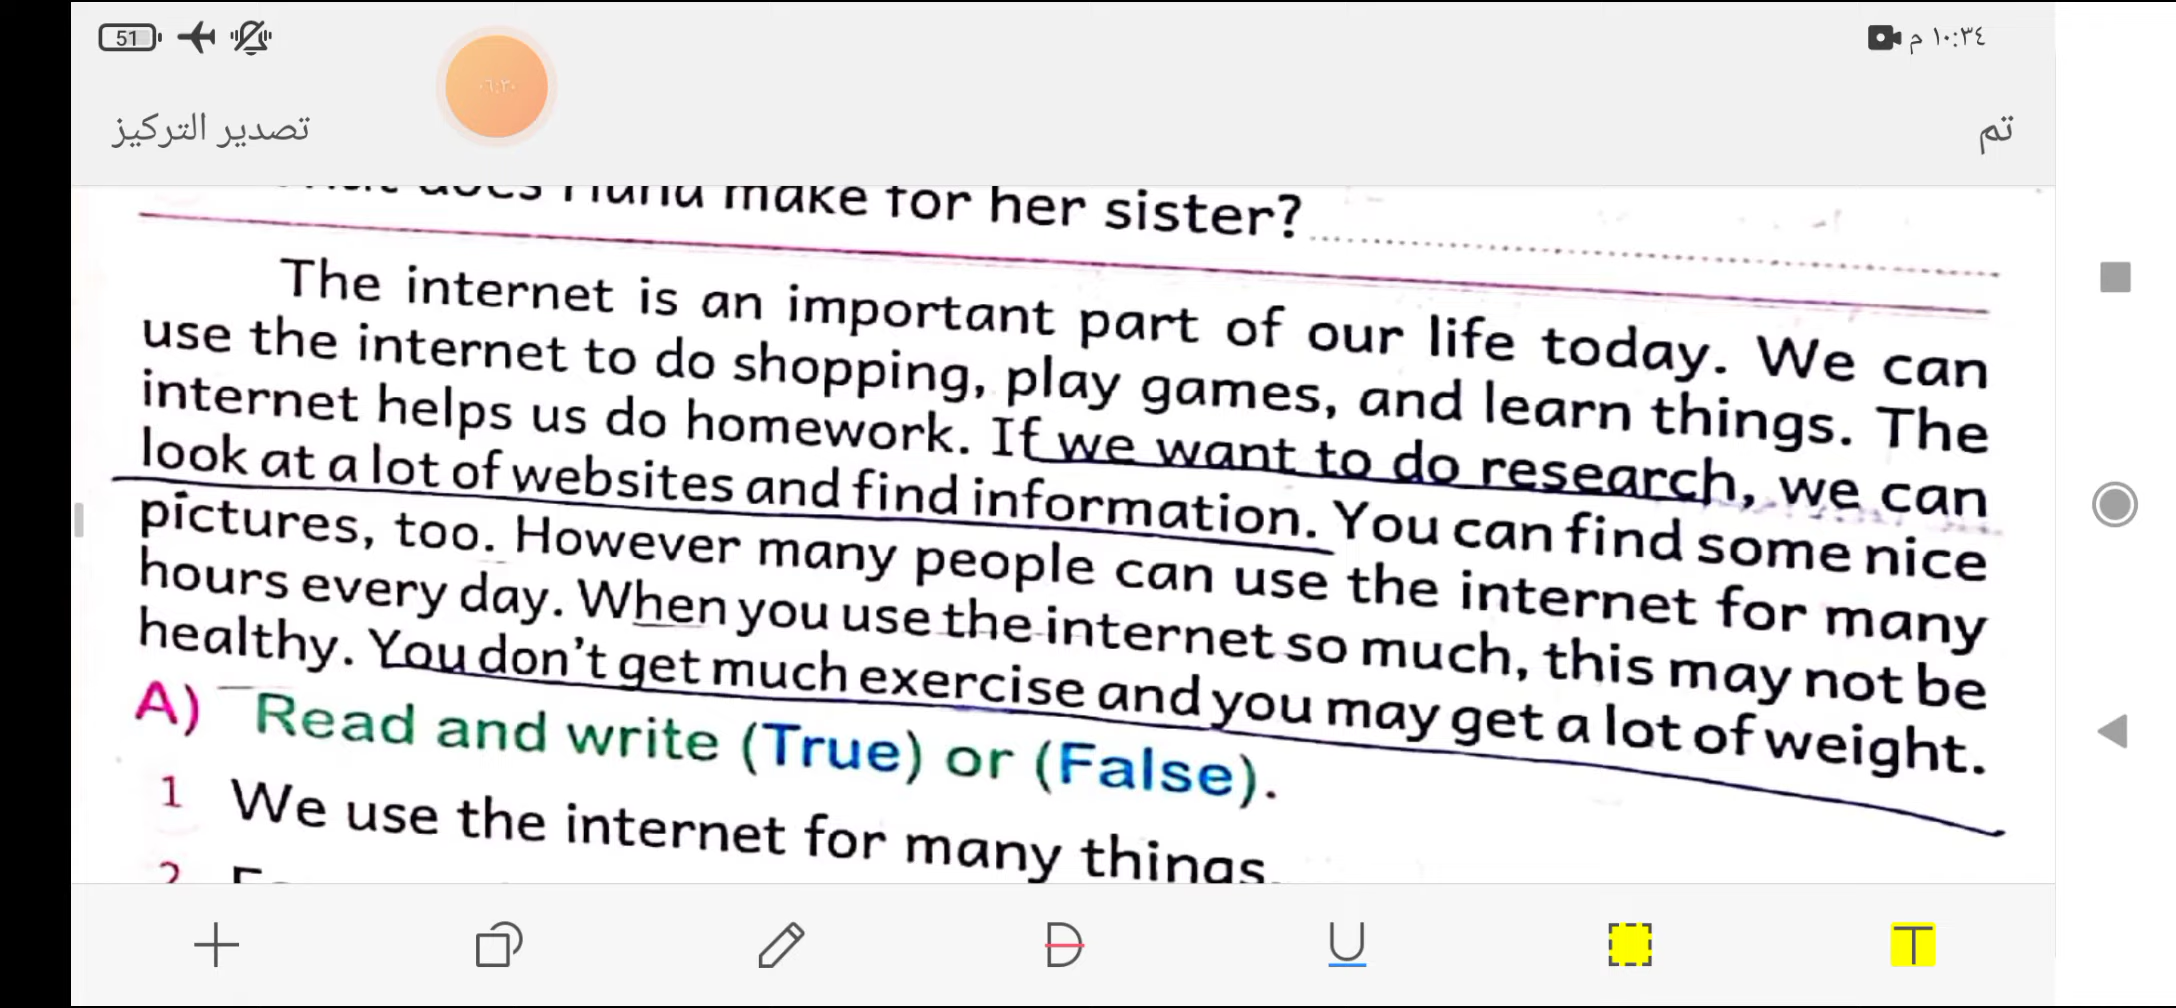 51
١٠:٣٤ م
تصدير التركيز
تم
make for her sister?
The internet is an important part of our life today. We can
use the internet to do shopping, play games, and learn things. The
internet helps us do homework. If we want to do research, we can
look at a lot of websites and find information. You can find some nice
pictures, too. However many people can use the internet for many
hours every day. When you use the internet so much, this may not be
healthy. You don't get much exercise and you may get a lot of weight.
A) Read and write (True) or (False).
1 We use the internet for many things.
2